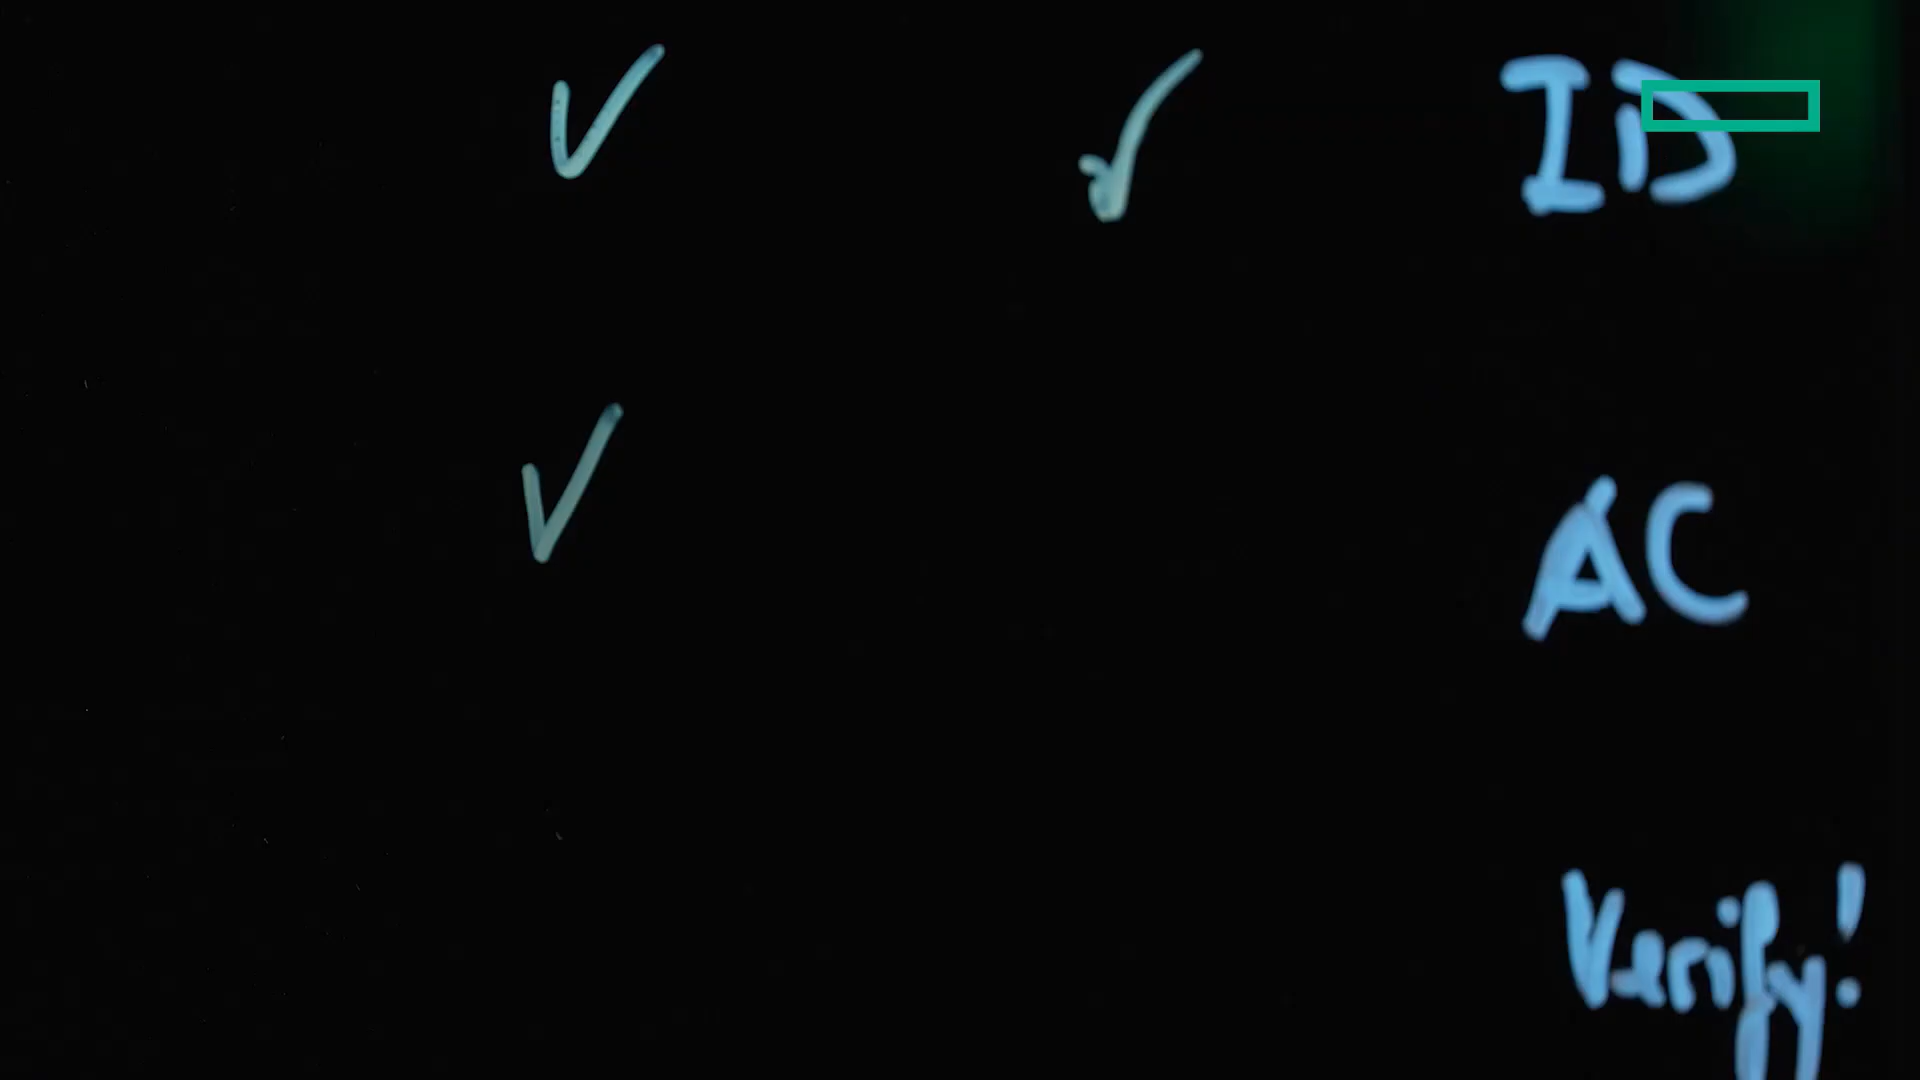 ✓ ✓ ID
✓ AC
Verify!